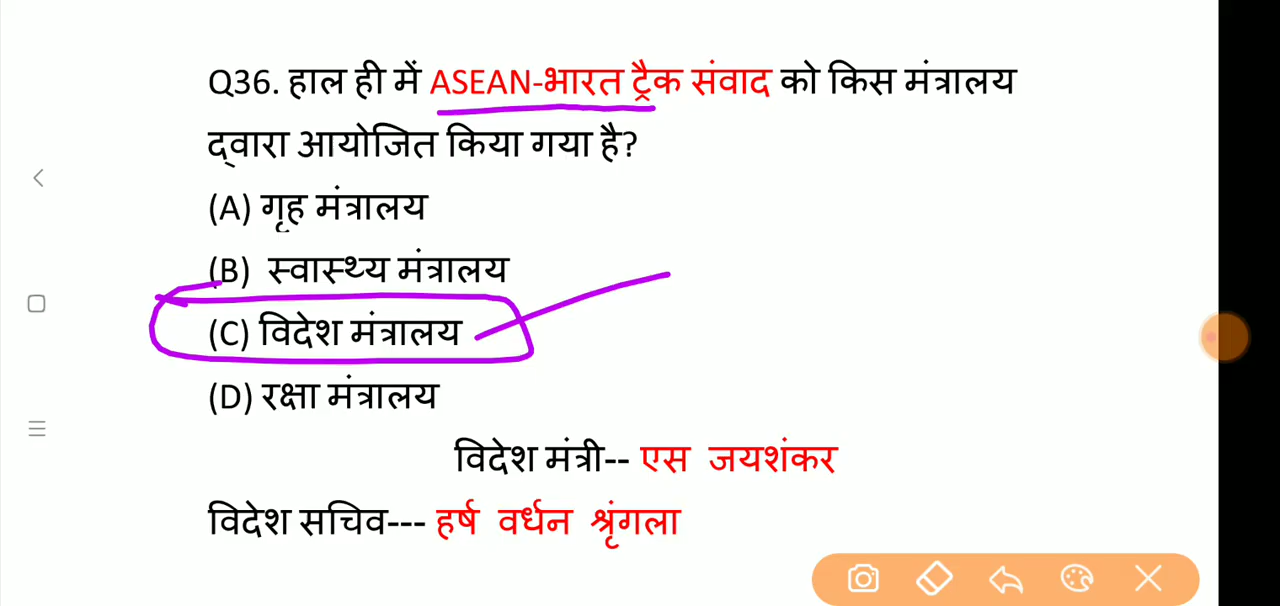 Q36. हाल ही में ASEAN-भारत ट्रैक संवाद को किस मंत्रालय
द्वारा आयोजित किया गया है?
(A) गृह मंत्रालय
(B) स्वास्थ्य मंत्रालय
(C) विदेश मंत्रालय
(D) रक्षा मंत्रालय
विदेश मंत्री-- एस जयशंकर
विदेश सचिव--- हर्ष वर्धन श्रृंगला